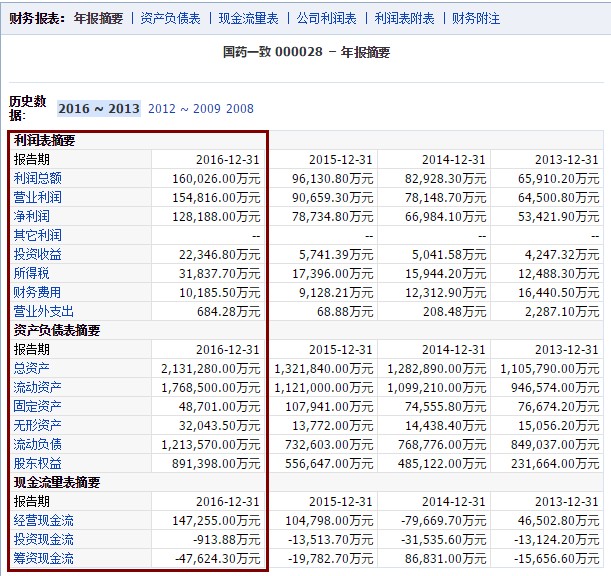 财务报表: 年报摘要 | 资产负债表 | 现金流量表 | 公司利润表 | 利润表附表 | 财务附注
国药一致 000028 - 年报摘要
历史数据: 2016 ~ 2013 2012 ~ 2009 2008
利润表摘要
报告期 2016-12-31 2015-12-31 2014-12-31 2013-12-31
利润总额 160,026.00万元 96,130.80万元 82,928.30万元 65,910.20万元
营业利润 154,816.00万元 90,659.30万元 78,148.70万元 64,500.80万元
净利润 128,188.00万元 78,734.80万元 66,984.10万元 53,421.90万元
其它利润 -- -- -- --
投资收益 22,346.80万元 5,741.39万元 5,041.58万元 4,247.32万元
所得税 31,837.70万元 17,396.00万元 15,944.20万元 12,488.30万元
财务费用 10,185.50万元 9,128.21万元 12,312.90万元 16,440.50万元
营业外支出 684.28万元 68.88万元 208.48万元 2,287.10万元
资产负债表摘要
报告期 2016-12-31 2015-12-31 2014-12-31 2013-12-31
总资产 2,131,280.00万元 1,321,840.00万元 1,282,890.00万元 1,105,790.00万元
流动资产 1,768,500.00万元 1,121,000.00万元 1,099,210.00万元 946,574.00万元
固定资产 48,701.00万元 107,941.00万元 74,555.80万元 76,674.20万元
无形资产 32,043.50万元 13,772.00万元 14,438.40万元 15,056.20万元
流动负债 1,213,570.00万元 732,603.00万元 768,776.00万元 849,037.00万元
股东权益 891,398.00万元 556,647.00万元 485,122.00万元 231,664.00万元
现金流量表摘要
报告期 2016-12-31 2015-12-31 2014-12-31 2013-12-31
经营现金流 147,255.00万元 104,798.00万元 -79,669.70万元 46,502.80万元
投资现金流 -913.88万元 -13,513.70万元 -31,535.60万元 -13,124.20万元
筹资现金流 -47,624.30万元 -19,782.70万元 86,831.00万元 -15,656.60万元